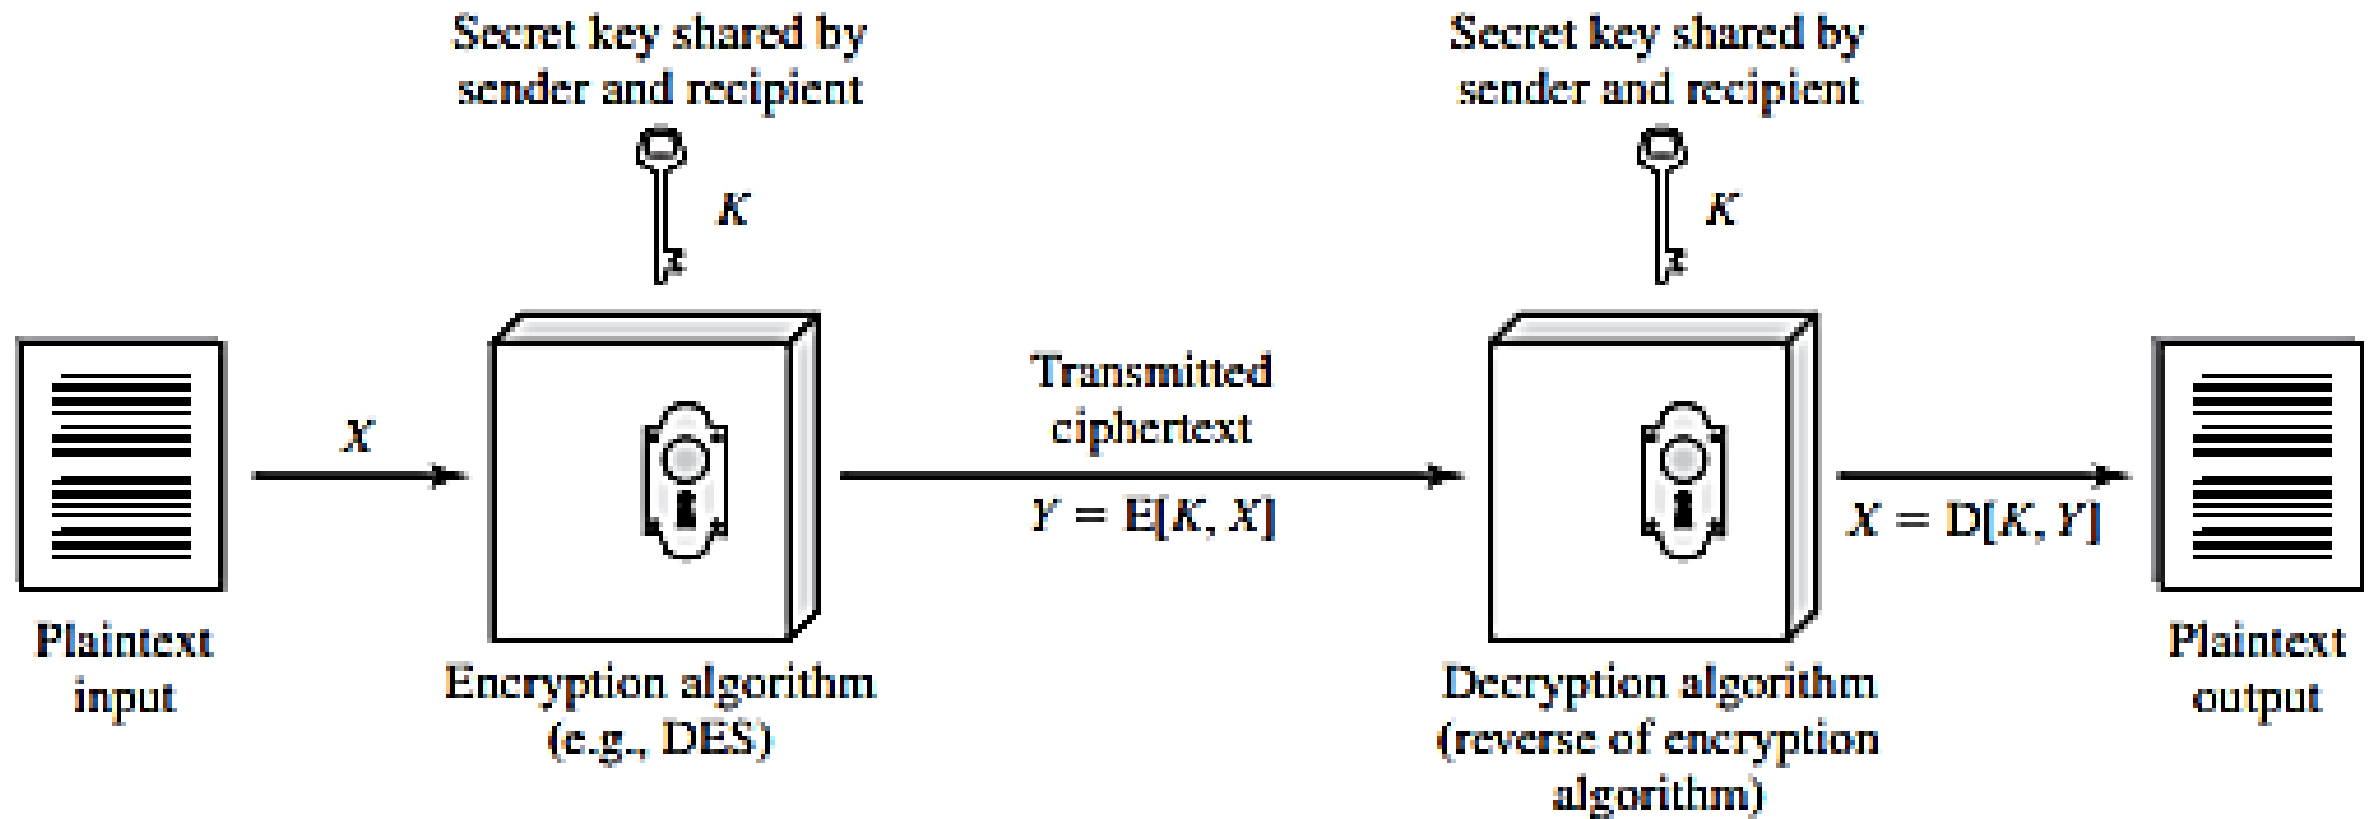 Secret key shared by
sender and recipient
K
Secret key shared by
sender and recipient
K
X
Transmitted
ciphertext
Y = E[K, X]
X = D[K, Y]
Plaintext
input
Encryption algorithm
(e.g., DES)
Decryption algorithm
(reverse of encryption
algorithm)
Plaintext
output